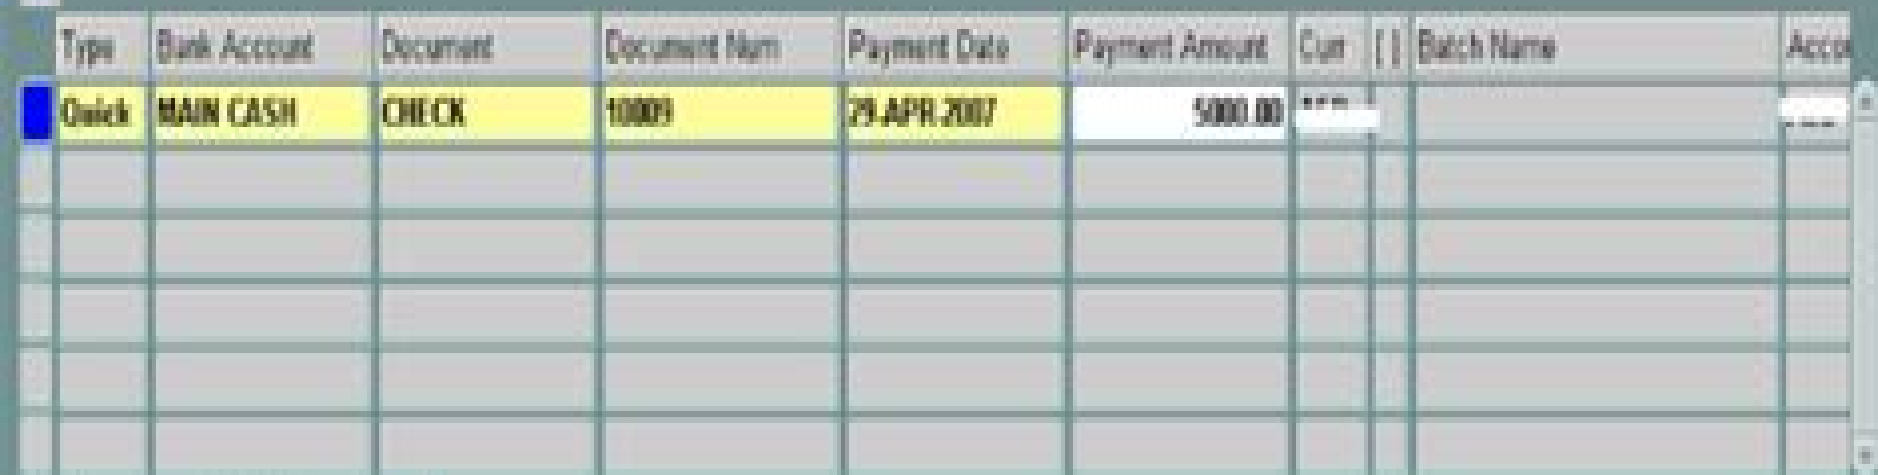 Type Bank Account Document Document Num Payment Date Payment Amount Curr [ ] Batch Name
Quick MAIN CASH CHECK 10009 29-APR-2007 5000.00